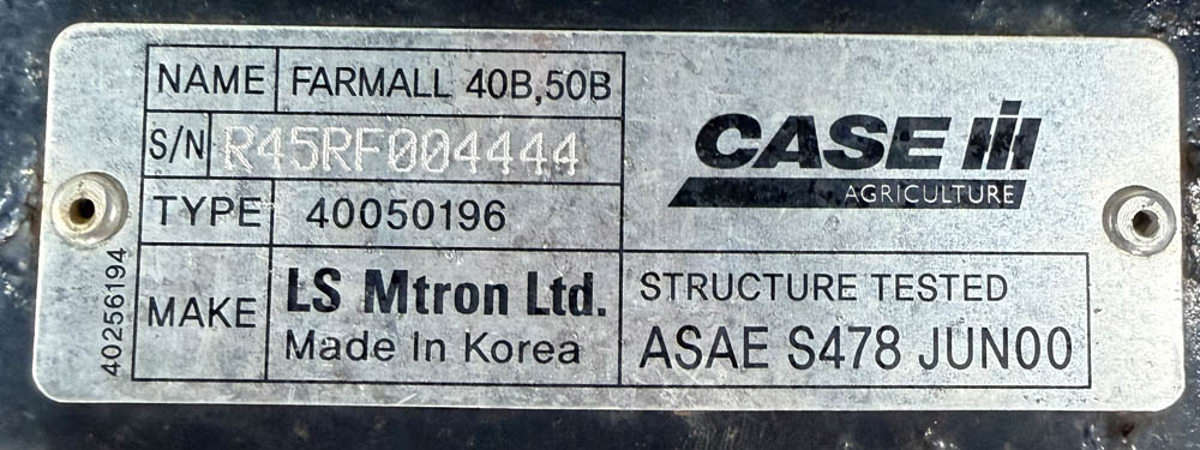 NAME FARMALL 40B,50B
S/N R45RF004444
TYPE 40050196
MAKE LS Mtron Ltd.
Made In Korea
40256194
CASE IH
AGRICULTURE
STRUCTURE TESTED
ASAE S478 JUN00